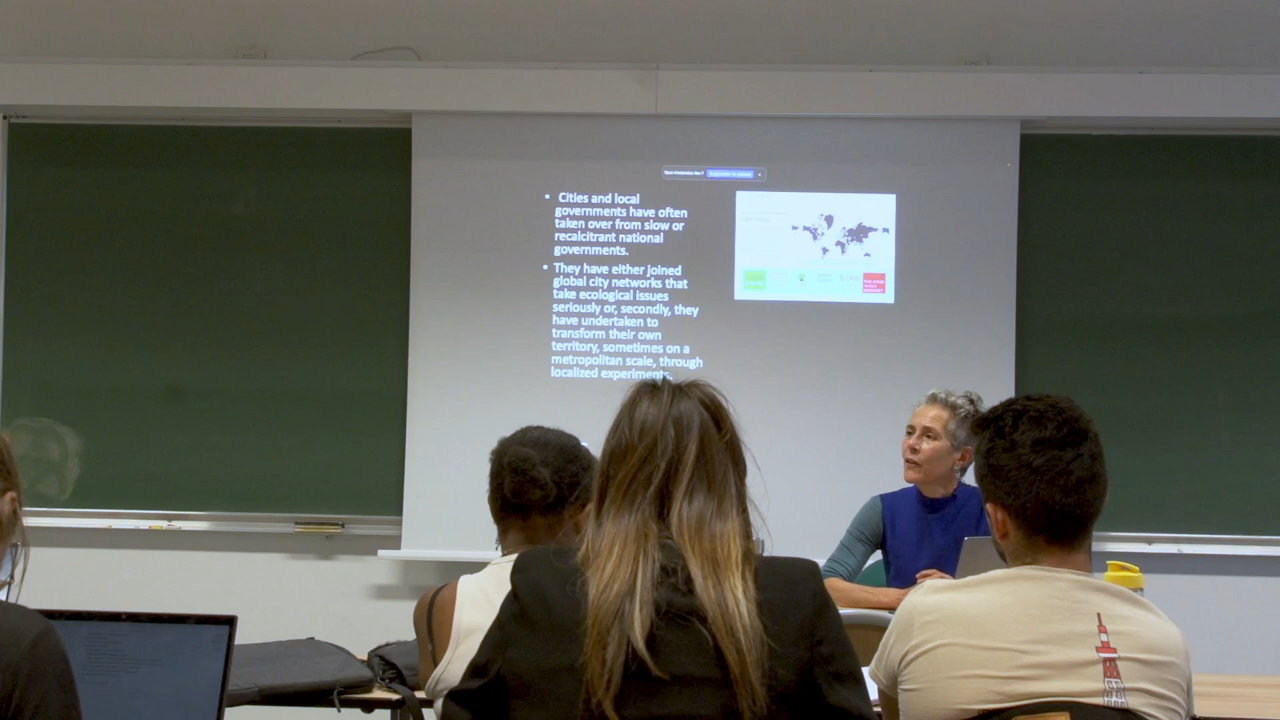 • Cities and local
governments have often
taken over from slow or
recalcitrant national
governments.
• They have either joined
global city networks that
take ecological issues
seriously or, secondly, they
have undertaken to
transform their own
territory, sometimes on a
metropolitan scale, through
localized experiments.